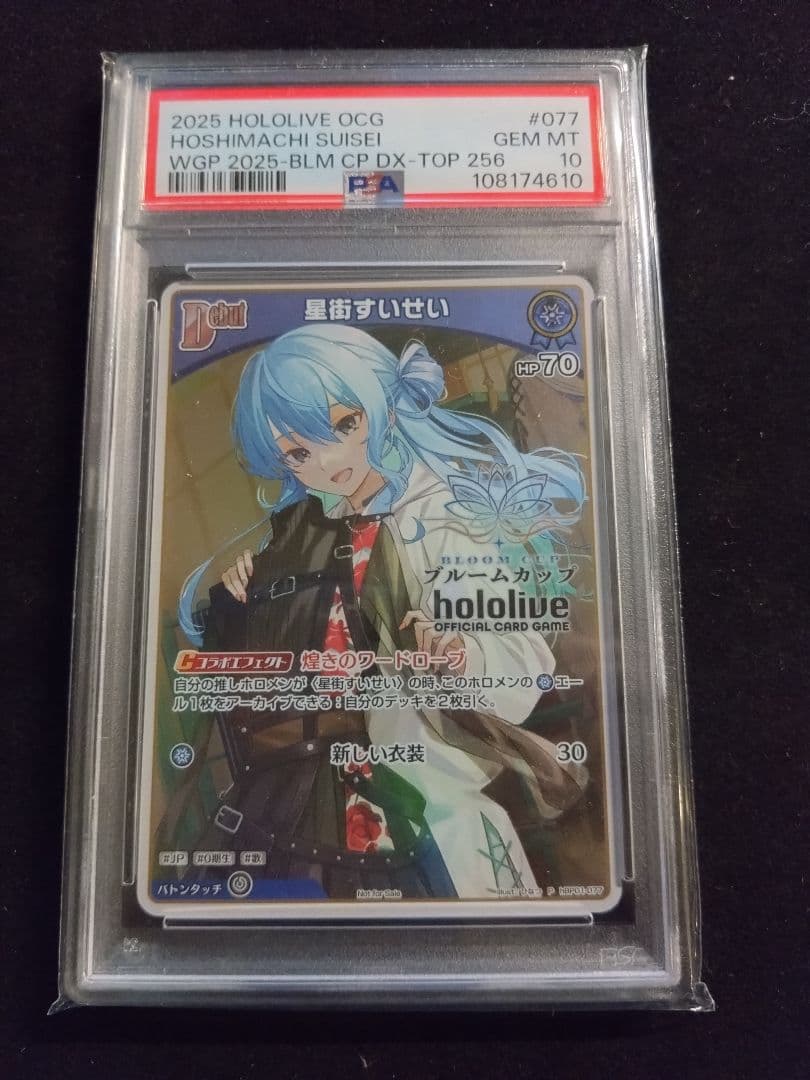 2025 HOLOLIVE OCG #077
HOSHIMACHI SUISEI GEM MT
WGP 2025-BLM CP DX-TOP 256 10
PSA 108174610
Debut 星街すいせい
HP70
BLOOM CUP
ブルームカップ
hololive
OFFICIAL CARD GAME
コラボエフェクト 煌きのワードローブ
自分の推しホロメンが〈星街すいせい〉の時、このホロメンのエー
ル1枚をアーカイブできる:自分のデッキを2枚引く。
新しい衣装 30
#JP #0期生 #歌
バトンタッチ Not for Sale illust: P hBP01-077